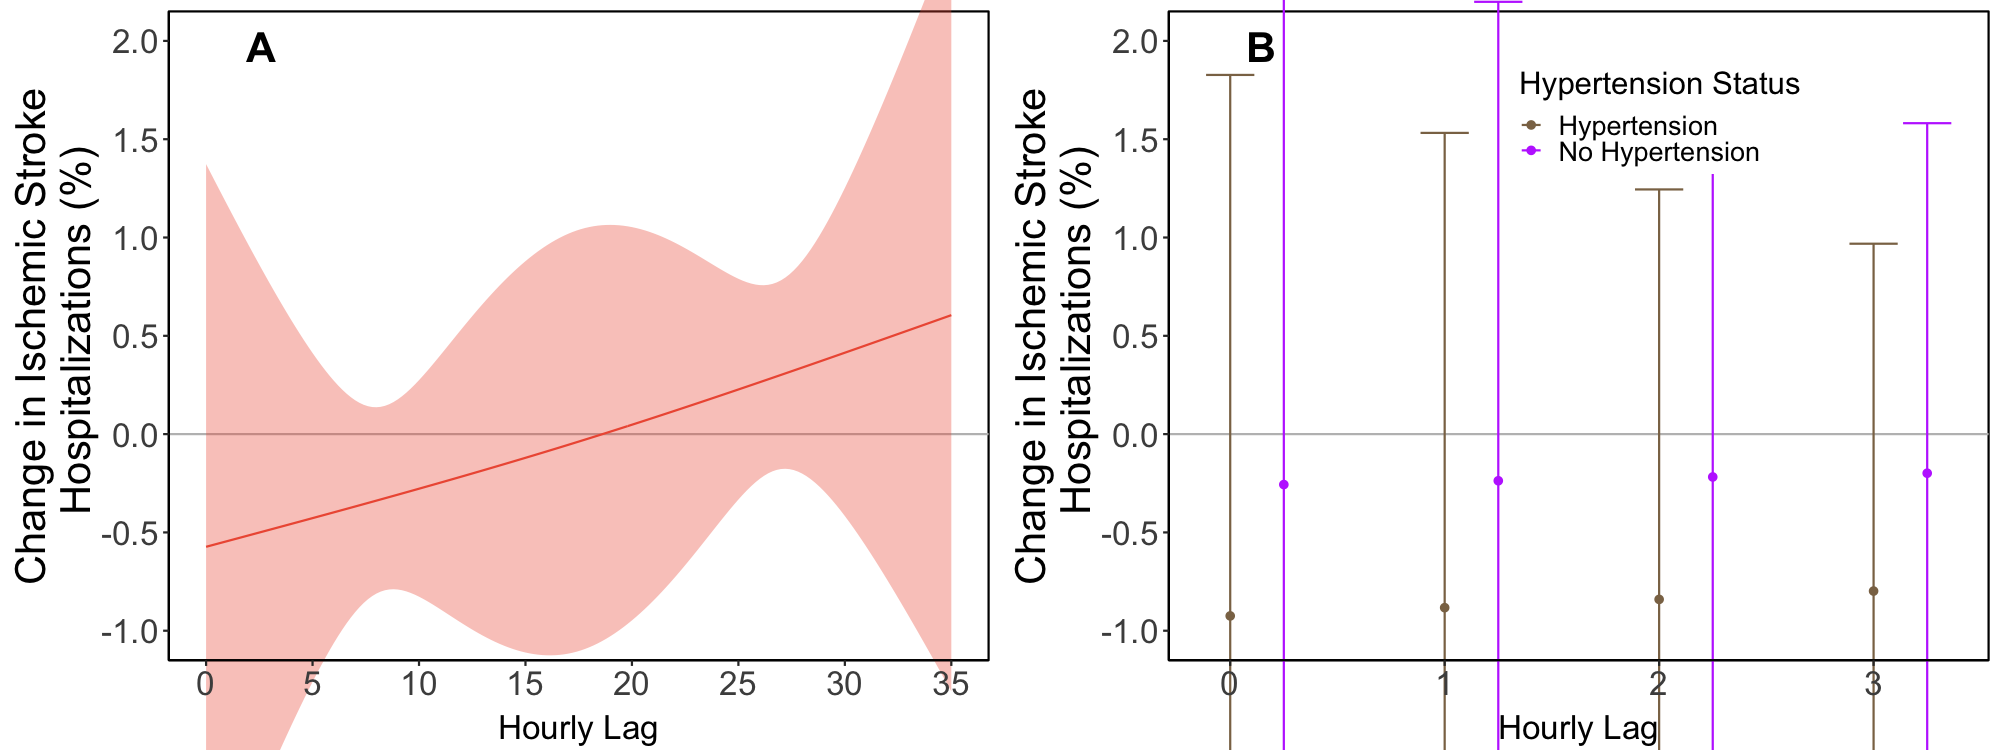 A
Change in Ischemic Stroke
Hospitalizations (%)
2.0
1.5
1.0
0.5
0.0
-0.5
-1.0
0 5 10 15 20 25 30 35
Hourly Lag
B
Change in Ischemic Stroke
Hospitalizations (%)
2.0
1.5
1.0
0.5
0.0
-0.5
-1.0
Hypertension Status
Hypertension
No Hypertension
0 1 2 3
Hourly Lag